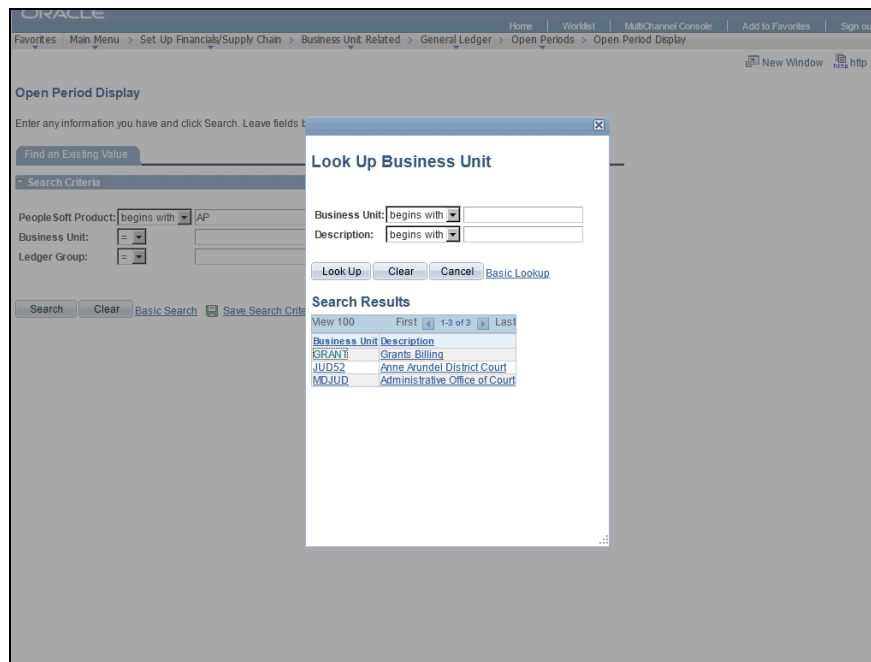 ORACLE
Home | Worklist | MultiChannel Console | Add to Favorites | Sign ou
Favorites | Main Menu > Set Up Financials/Supply Chain > Business Unit Related > General Ledger > Open Periods > Open Period Display
New Window http
Open Period Display
Enter any information you have and click Search. Leave fields b
Find an Existing Value
Search Criteria
PeopleSoft Product: begins with AP
Business Unit: =
Ledger Group: =
Search Clear Basic Search Save Search Crite
Look Up Business Unit
Business Unit: begins with
Description: begins with
Look Up Clear Cancel Basic Lookup
Search Results
View 100 First 1-3 of 3 Last
Business Unit Description
GRANT Grants Billing
JUD52 Anne Arundel District Court
MDJUD Administrative Office of Court